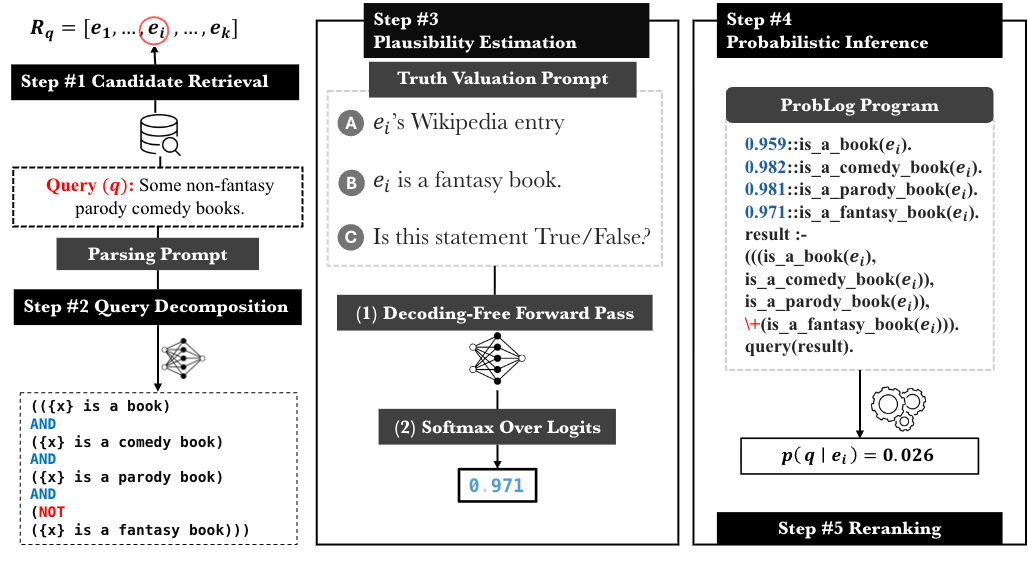 R_q = [e_1, ..., e_i, ..., e_k]
Step #1 Candidate Retrieval
Query (q): Some non-fantasy
parody comedy books.
Parsing Prompt
Step #2 Query Decomposition
(({x} is a book)
AND
({x} is a comedy book)
AND
({x} is a parody book)
AND
(NOT
({x} is a fantasy book)))
Step #3
Plausibility Estimation
Truth Valuation Prompt
A e_i's Wikipedia entry
B e_i is a fantasy book.
C Is this statement True/False?
(1) Decoding-Free Forward Pass
(2) Softmax Over Logits
0.971
Step #4
Probabilistic Inference
ProbLog Program
0.959::is_a_book(e_i).
0.982::is_a_comedy_book(e_i).
0.981::is_a_parody_book(e_i).
0.971::is_a_fantasy_book(e_i).
result :-
(((is_a_book(e_i),
is_a_comedy_book(e_i)),
is_a_parody_book(e_i)),
\+(is_a_fantasy_book(e_i))).
query(result).
p(q | e_i) = 0.026
Step #5 Reranking